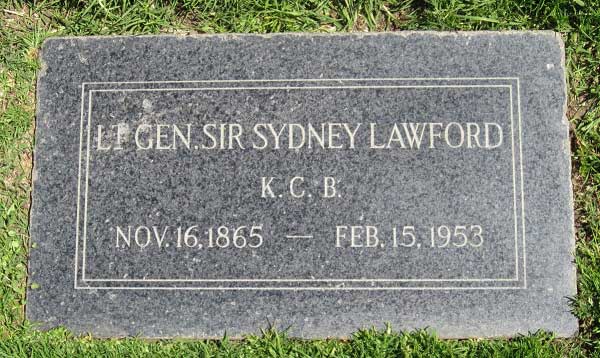 LT. GEN. SIR SYDNEY LAWFORD
K. C. B.
NOV. 16, 1865 — FEB. 15, 1953